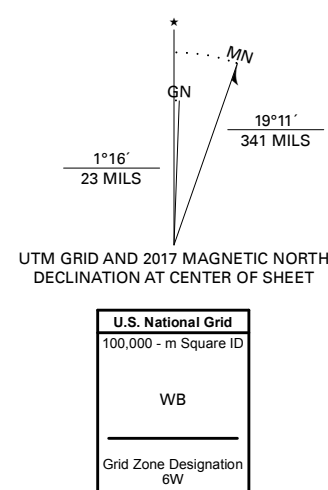 ★
MN
GN
19°11´
341 MILS
1°16´
23 MILS
UTM GRID AND 2017 MAGNETIC NORTH
DECLINATION AT CENTER OF SHEET
U.S. National Grid
100,000 - m Square ID
WB
Grid Zone Designation
6W